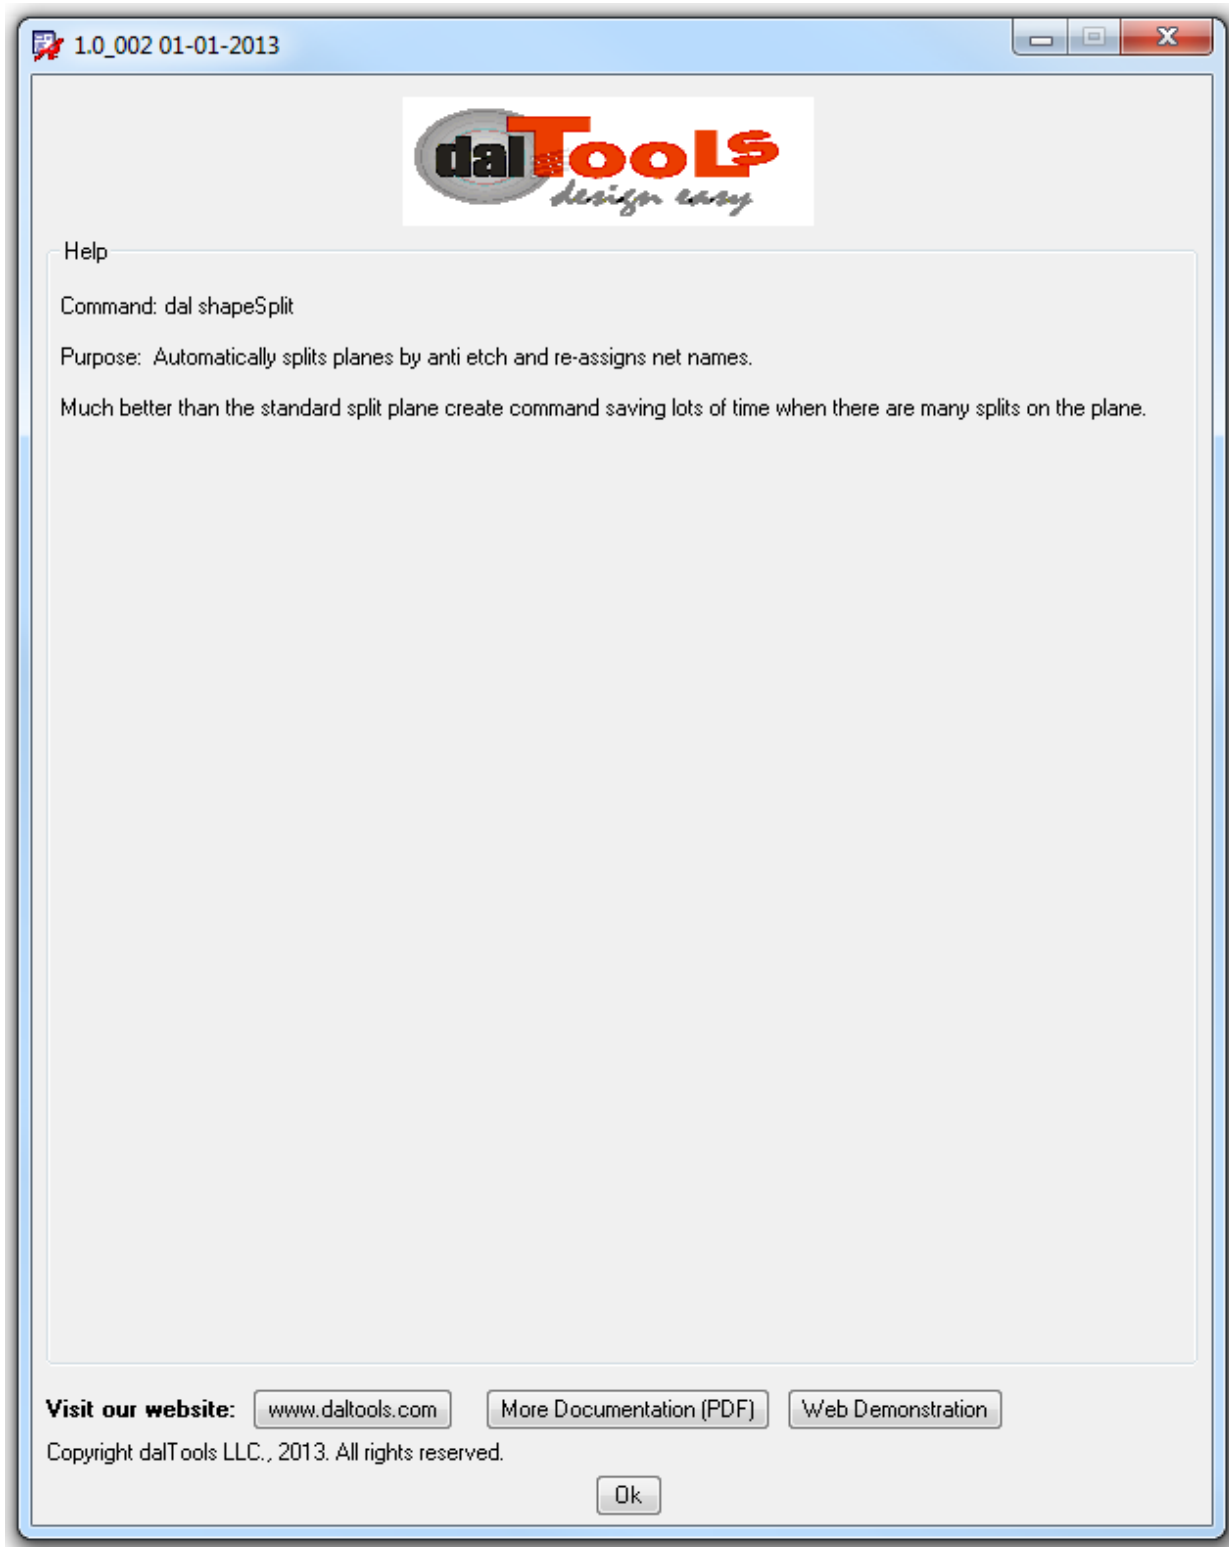 1.0_002 01-01-2013
dalTooLS
design easy
Help
Command: dal shapeSplit
Purpose:  Automatically splits planes by anti etch and re-assigns net names.
Much better than the standard split plane create command saving lots of time when there are many splits on the plane.
Visit our website: www.daltools.com More Documentation (PDF) Web Demonstration
Copyright dalTools LLC., 2013. All rights reserved.
Ok